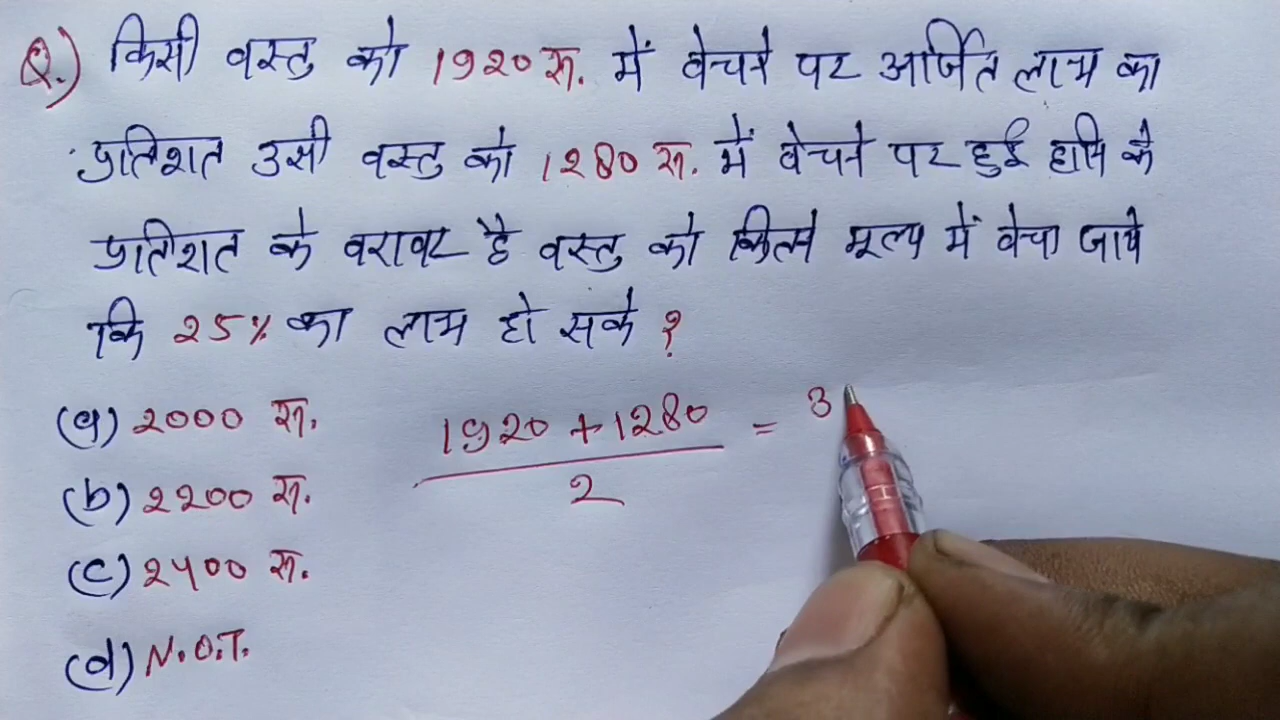 Q.) किसी वस्तु को 1920 रु. में बेचने पर अर्जित लाभ का
प्रतिशत उसी वस्तु को 1280 रु. में बेचने पर हुई हानि के
प्रतिशत के बराबर है वस्तु को कितने मूल्य में बेचा जाये
कि 25% का लाभ हो सके ?
(a) 2000 रु.
(b) 2200 रु.
(c) 2400 रु.
(d) N.O.T.
1920 + 1280 = 3
2